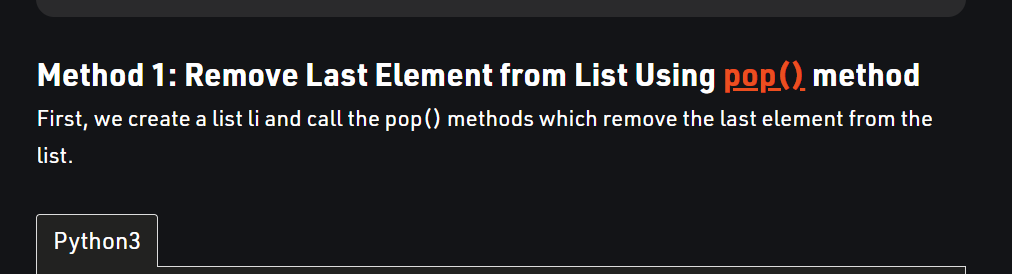 Method 1: Remove Last Element from List Using pop() method
First, we create a list li and call the pop() methods which remove the last element from the
list.
Python3